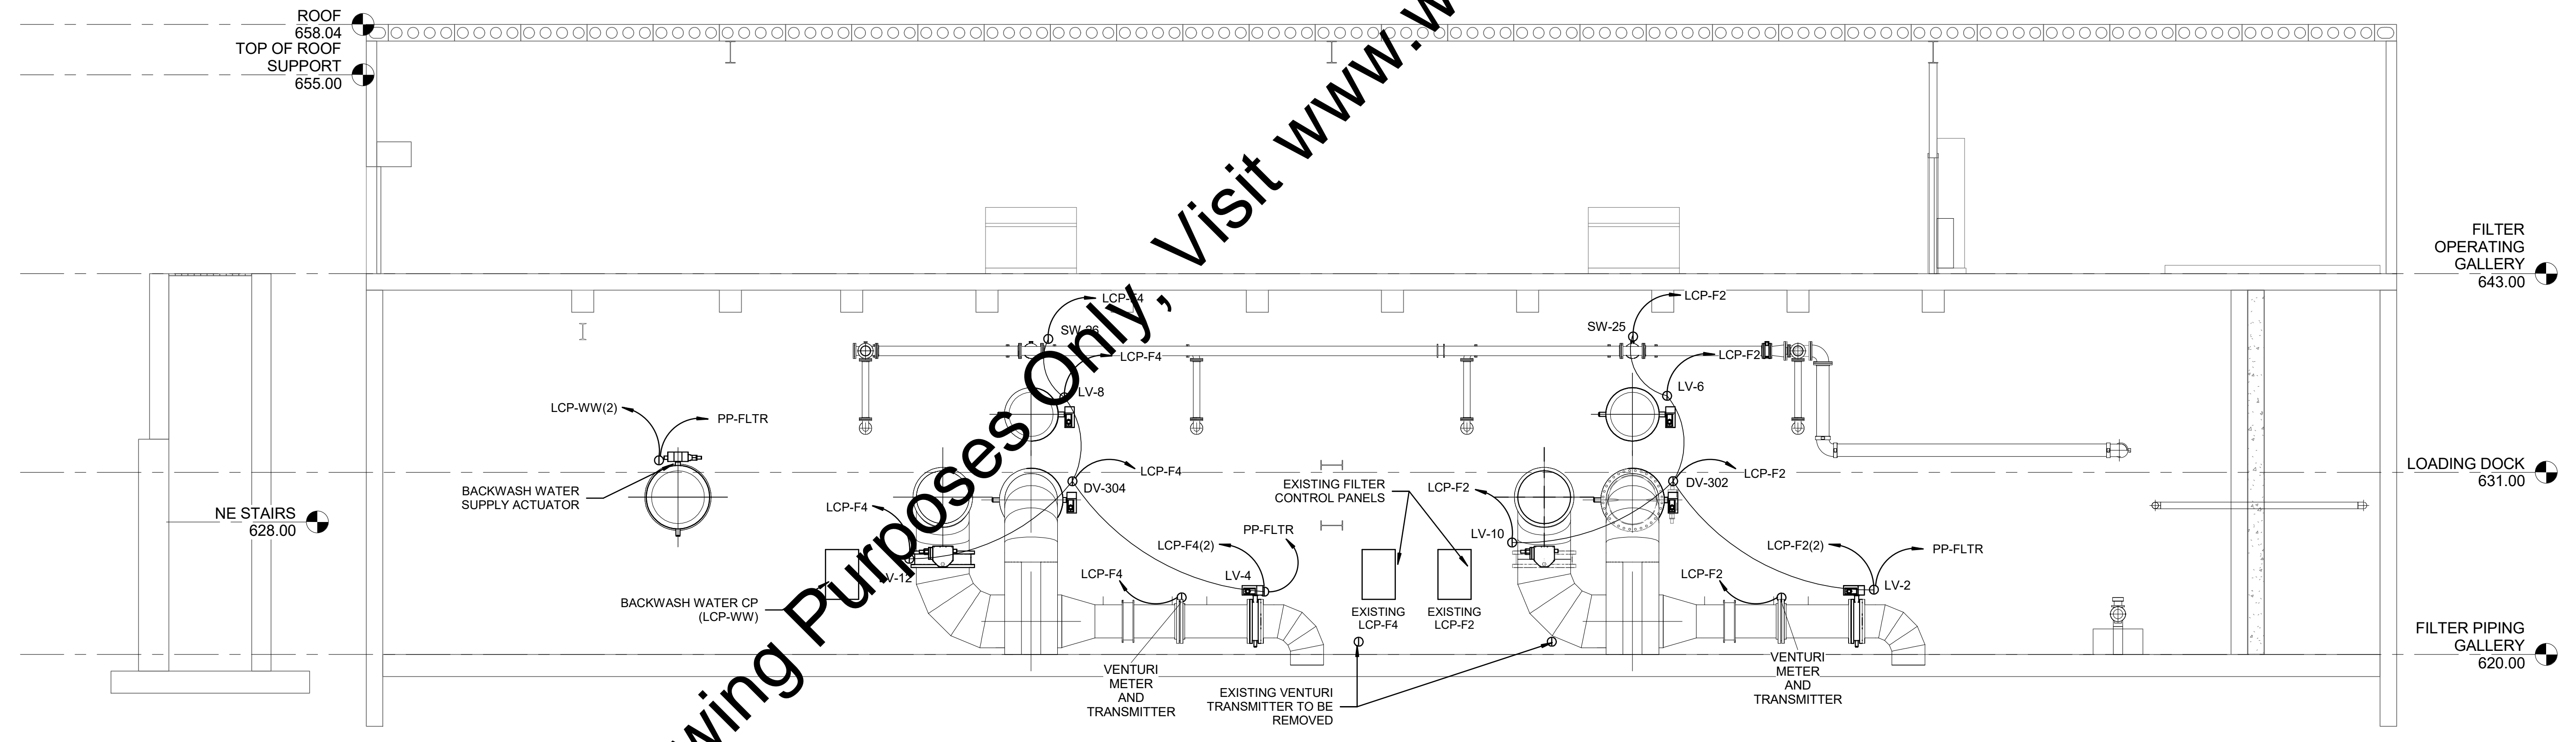 ROOF
658.04
TOP OF ROOF
SUPPORT
655.00
FILTER
OPERATING
GALLERY
643.00
LCP-F4
SW-26
LCP-F4
LV-8
LCP-F2
SW-25
LCP-F2
LV-6
LCP-WW(2)
PP-FLTR
BACKWASH WATER
SUPPLY ACTUATOR
LCP-F4
DV-304
LCP-F4
EXISTING FILTER
CONTROL PANELS
LCP-F2
LCP-F2
DV-302
LV-10
LOADING DOCK
631.00
NE STAIRS
628.00
PP-FLTR
LCP-F4(2)
LCP-F4
LV-4
LV-12
BACKWASH WATER CP
(LCP-WW)
EXISTING
LCP-F4
EXISTING
LCP-F2
LCP-F2(2)
PP-FLTR
LCP-F2
LV-2
FILTER PIPING
GALLERY
620.00
VENTURI
METER
AND
TRANSMITTER
EXISTING VENTURI
TRANSMITTER TO BE
REMOVED
VENTURI
METER
AND
TRANSMITTER
wing Purposes Only, Visit www.w